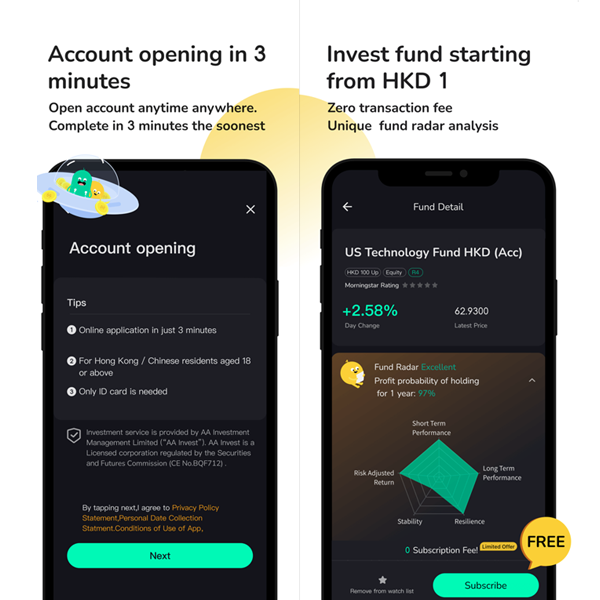 Account opening in 3
minutes
Open account anytime anywhere.
Complete in 3 minutes the soonest
Account opening
Tips
1 Online application in just 3 minutes
2 For Hong Kong / Chinese residents aged 18
or above
3 Only ID card is needed
Investment service is provided by AA Investment
Management Limited ("AA Invest"). AA Invest is a
Licensed corporation regulated by the Securities
and Futures Commission (CE No.BQF712) .
By tapping next,I agree to Privacy Policy
Statement,Personal Date Collection
Statment.Conditions of Use of App,
Next
Invest fund starting
from HKD 1
Zero transaction fee
Unique fund radar analysis
Fund Detail
US Technology Fund HKD (Acc)
HKD 100 Up Equity R4
Morningstar Rating
+2.58% 62.9300
Day Change Latest Price
Fund Radar Excellent
Profit probability of holding
for 1 year: 97%
Short Term
Performance
Risk Adjusted
Return
Long Term
Performance
Stability
Resilience
0 Subscription Fee!
Limited Offer
FREE
Remove from watch list
Subscribe